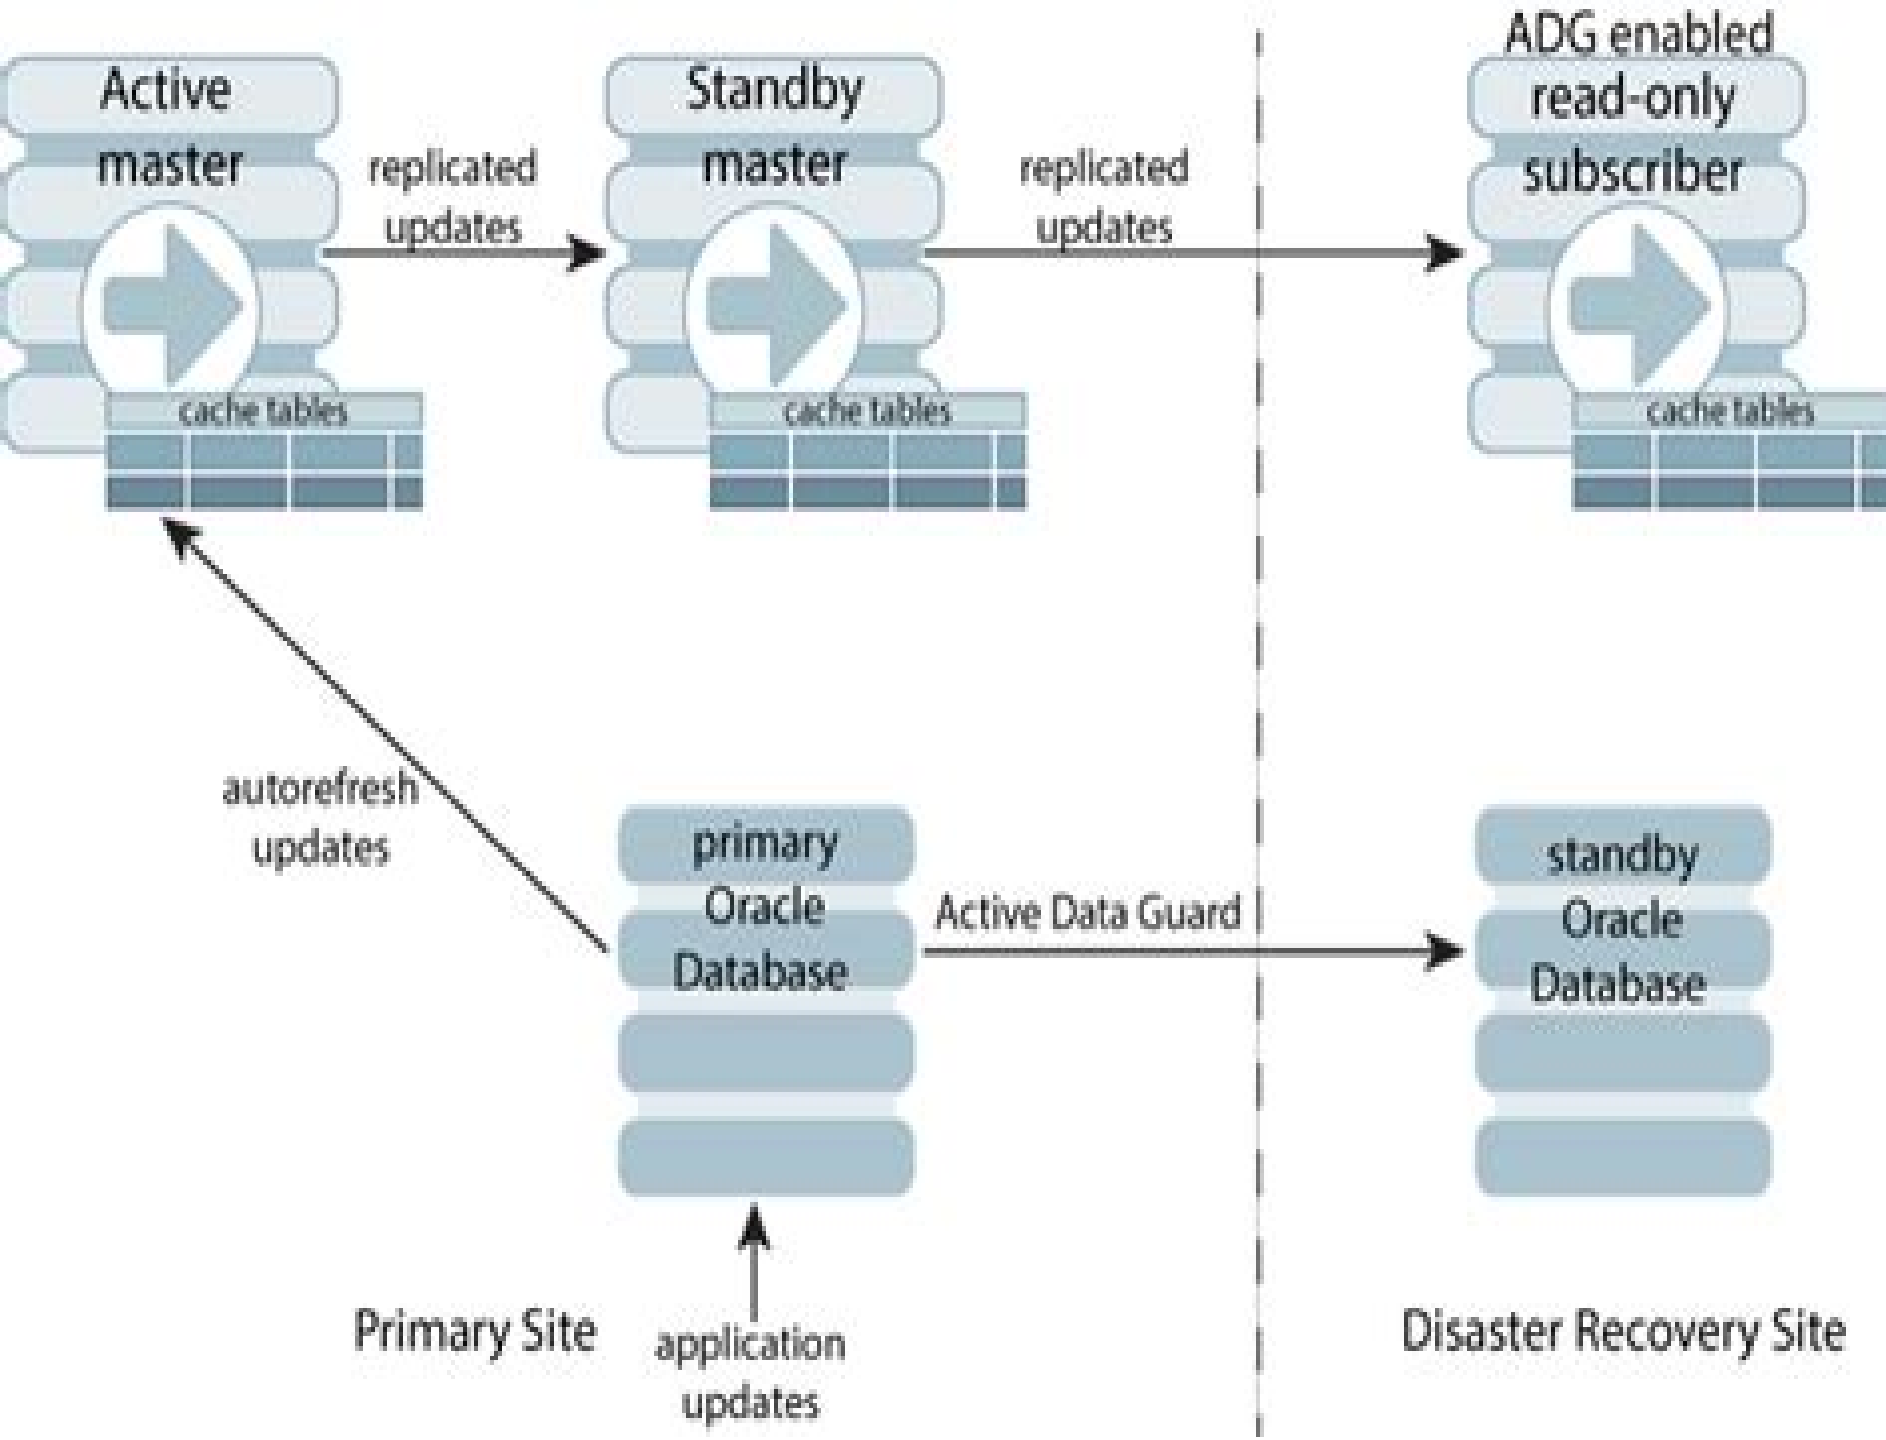 Active
master
replicated
updates
Standby
master
replicated
updates
ADG enabled
read-only
subscriber
cache tables
cache tables
cache tables
autorefresh
updates
primary
Oracle
Database
Active Data Guard
standby
Oracle
Database
Primary Site
application
updates
Disaster Recovery Site